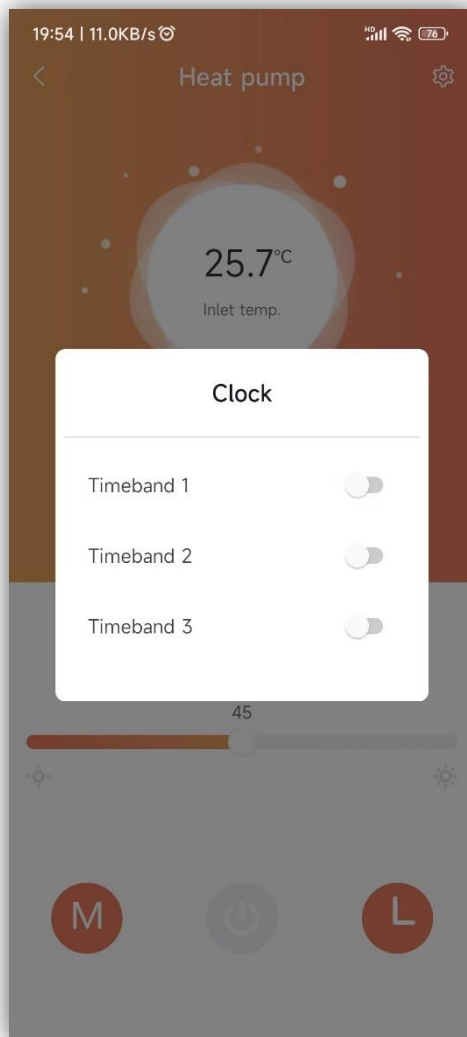 19:54 | 11.0KB/s HD 76
Heat pump
25.7°C
Inlet temp.
Clock
Timeband 1
Timeband 2
Timeband 3
45
M